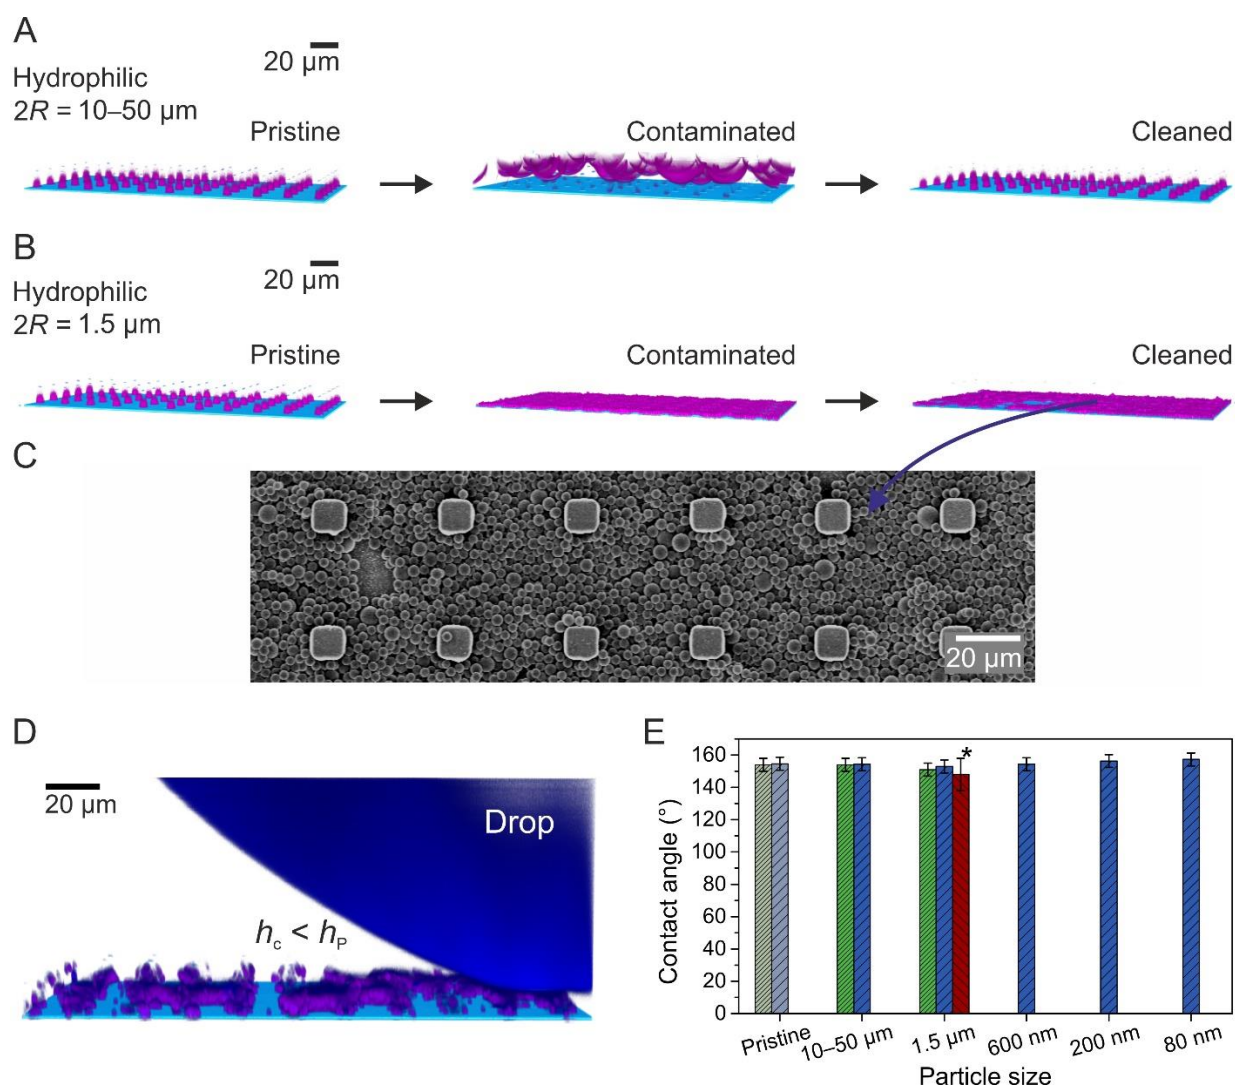 A
20 µm
Hydrophilic
2R = 10–50 µm
Pristine
Contaminated
Cleaned
B
20 µm
Hydrophilic
2R = 1.5 µm
Pristine
Contaminated
Cleaned
C
20 µm
D
20 µm
Drop
hc < hP
E
160
140
120
100
80
60
40
20
0
*
Contact angle (°)
Pristine
10–50 µm
1.5 µm
600 nm
200 nm
80 nm
Particle size